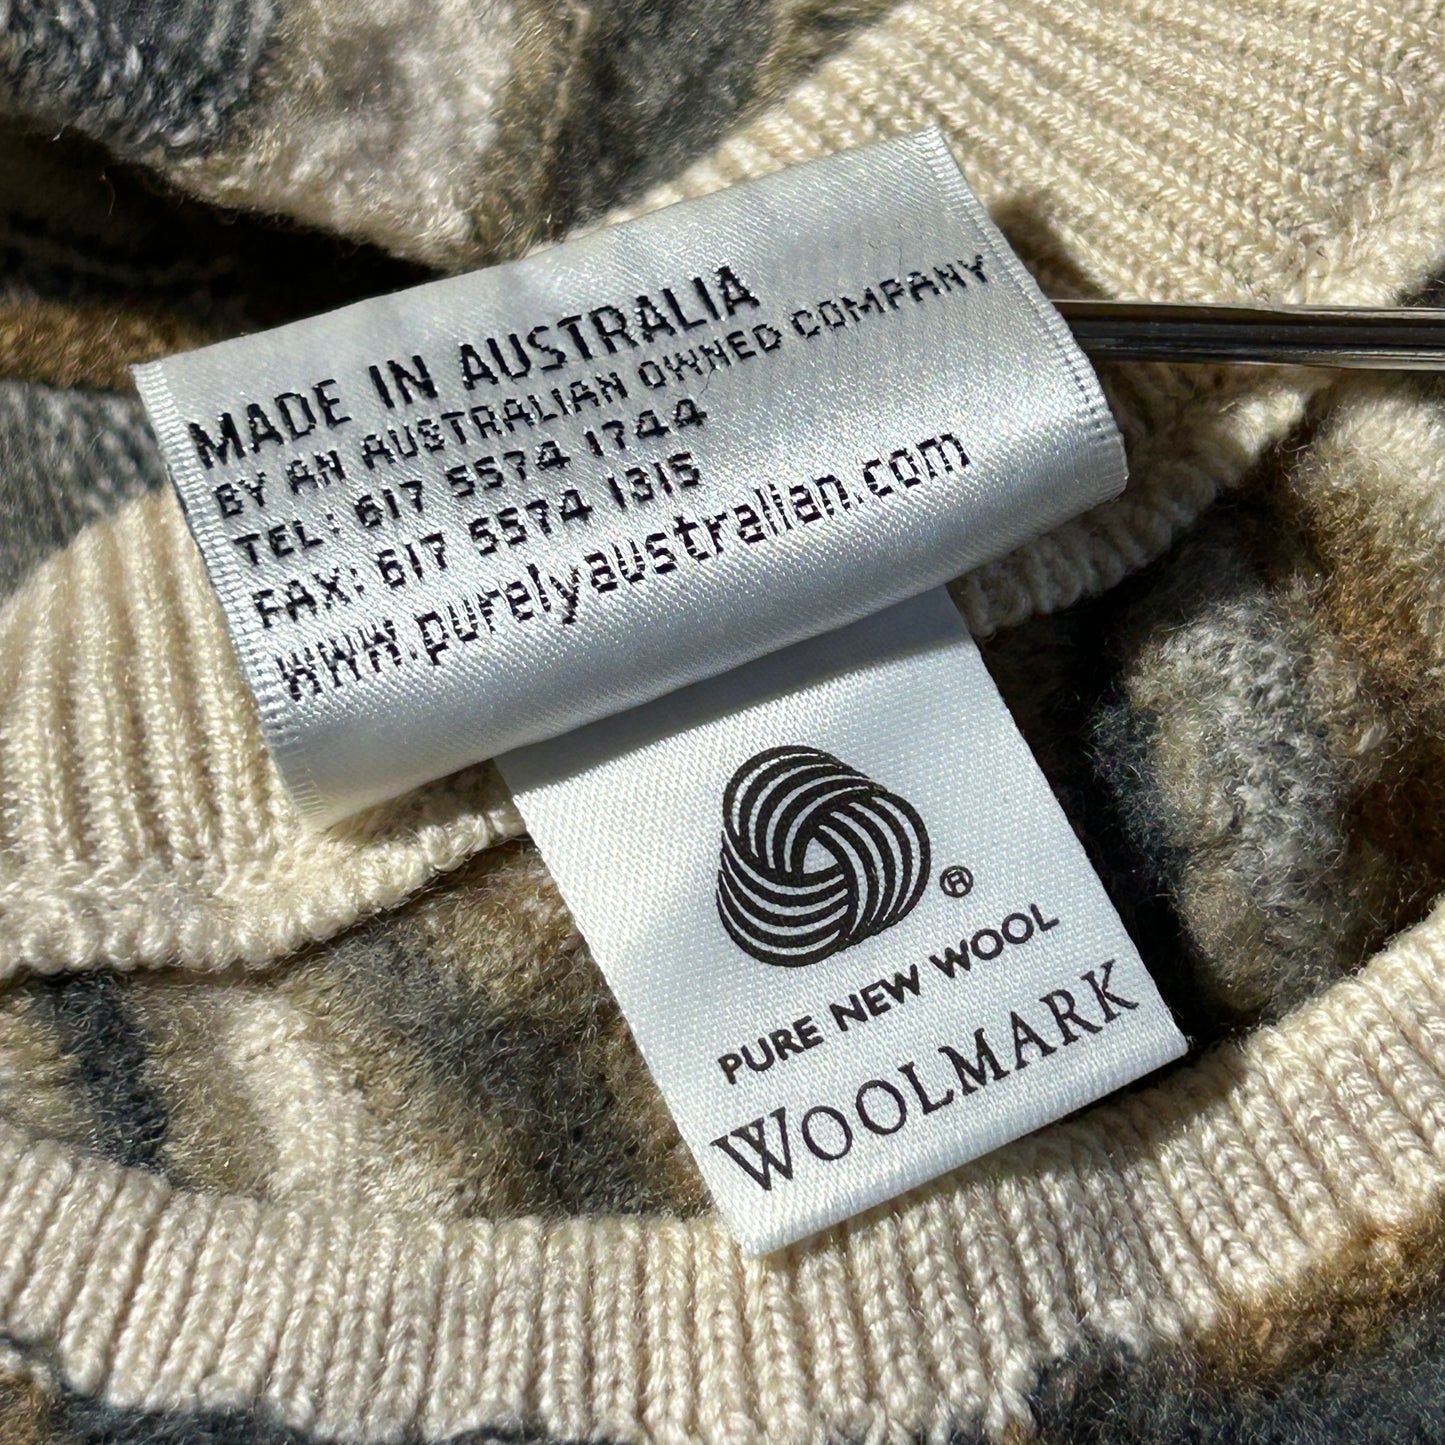 MADE IN AUSTRALIA
BY AN AUSTRALIAN OWNED COMPANY
TEL: 617 5574 1744
FAX: 617 5574 1315
www.purelyaustralian.com
®
PURE NEW WOOL
WOOLMARK